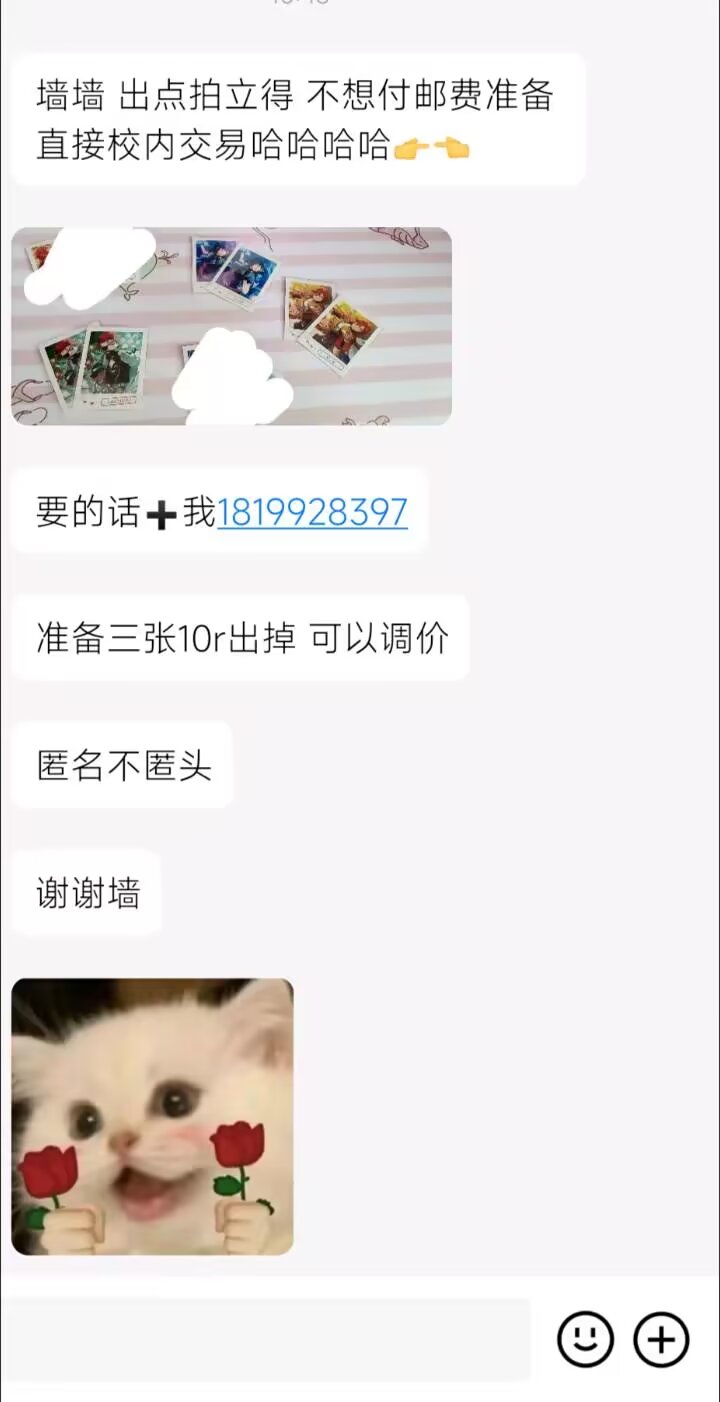 墙墙 出点拍立得 不想付邮费准备
直接校内交易哈哈哈哈👉👈
要的话➕我1819928397
准备三张10r出掉 可以调价
匿名不匿头
谢谢墙